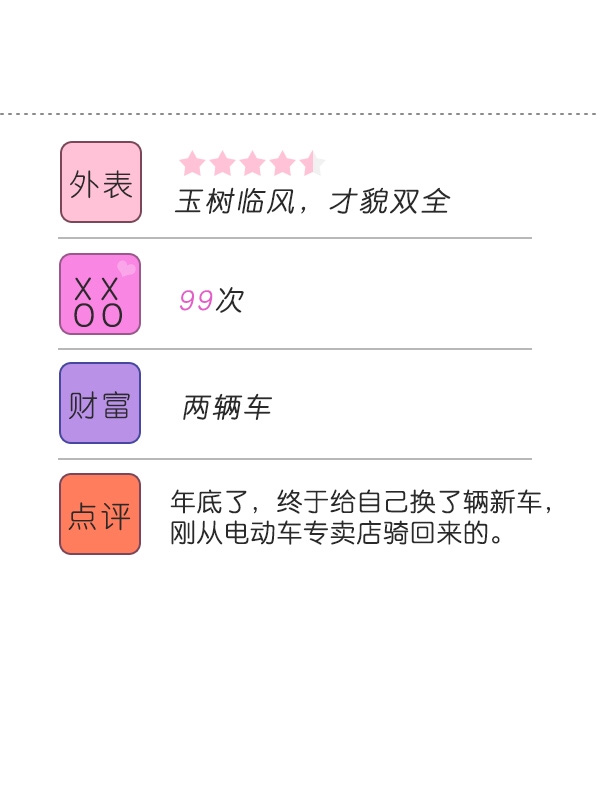 外表
玉树临风，才貌双全
XX
OO
99次
财富
两辆车
点评
年底了，终于给自己换了辆新车，
刚从电动车专卖店骑回来的。